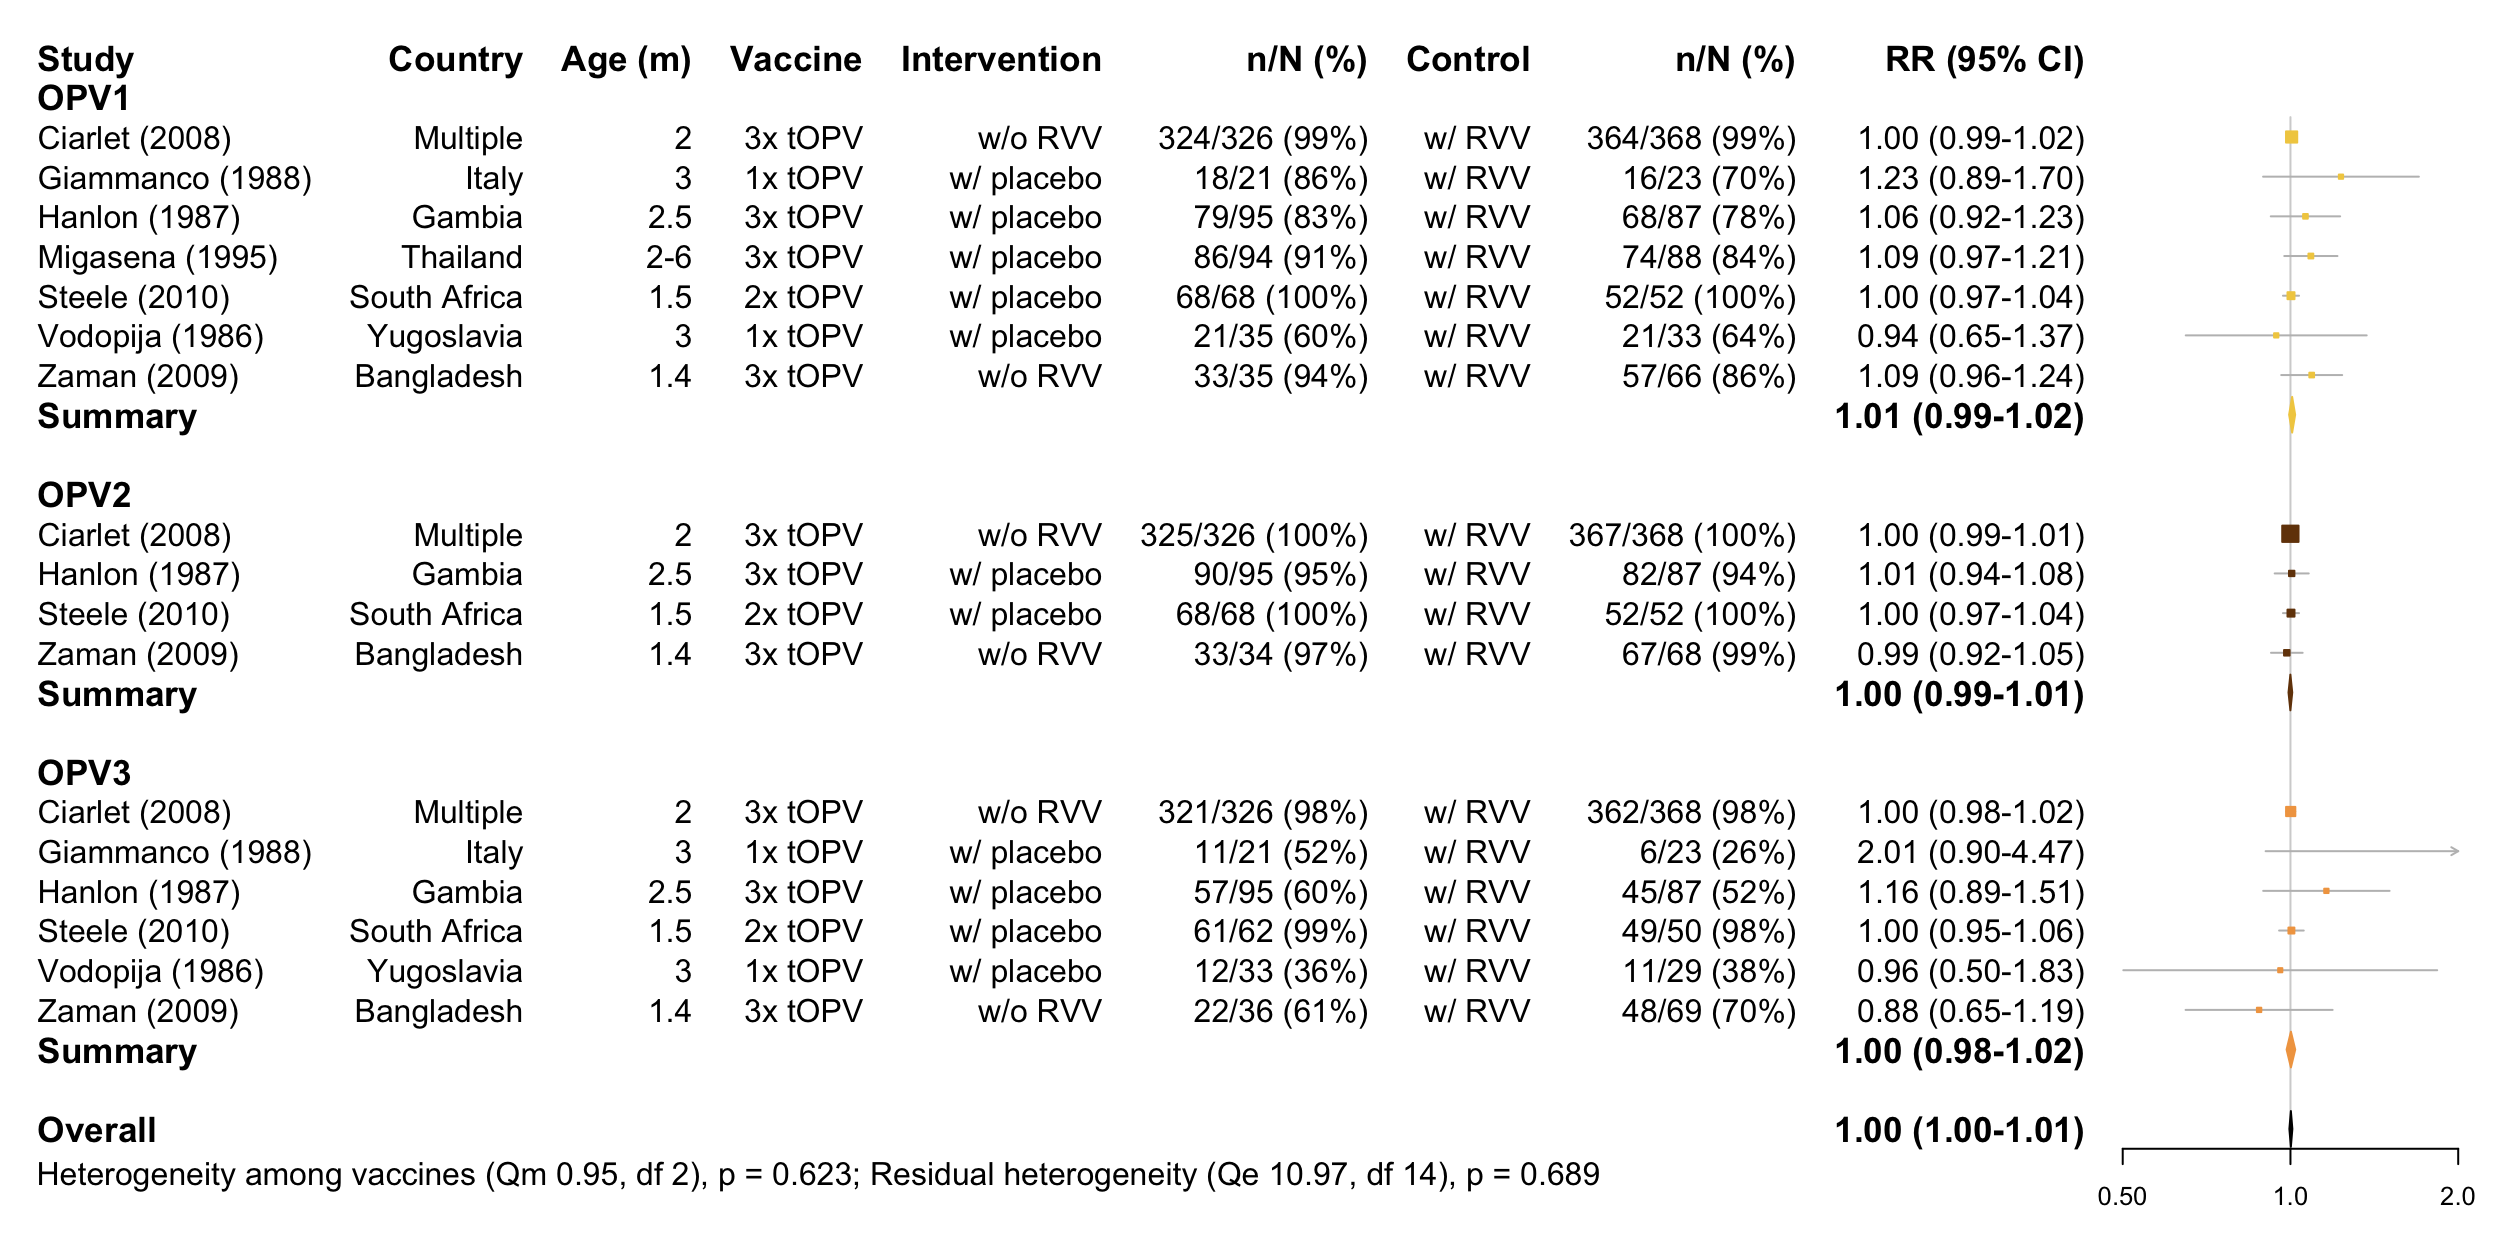 Study Country Age (m) Vaccine Intervention n/N (%) Control n/N (%) RR (95% CI)
OPV1
Ciarlet (2008) Multiple 2 3x tOPV w/o RVV 324/326 (99%) w/ RVV 364/368 (99%) 1.00 (0.99-1.02)
Giammanco (1988) Italy 3 1x tOPV w/ placebo 18/21 (86%) w/ RVV 16/23 (70%) 1.23 (0.89-1.70)
Hanlon (1987) Gambia 2.5 3x tOPV w/ placebo 79/95 (83%) w/ RVV 68/87 (78%) 1.06 (0.92-1.23)
Migasena (1995) Thailand 2-6 3x tOPV w/ placebo 86/94 (91%) w/ RVV 74/88 (84%) 1.09 (0.97-1.21)
Steele (2010) South Africa 1.5 2x tOPV w/ placebo 68/68 (100%) w/ RVV 52/52 (100%) 1.00 (0.97-1.04)
Vodopija (1986) Yugoslavia 3 1x tOPV w/ placebo 21/35 (60%) w/ RVV 21/33 (64%) 0.94 (0.65-1.37)
Zaman (2009) Bangladesh 1.4 3x tOPV w/o RVV 33/35 (94%) w/ RVV 57/66 (86%) 1.09 (0.96-1.24)
Summary 1.01 (0.99-1.02)
OPV2
Ciarlet (2008) Multiple 2 3x tOPV w/o RVV 325/326 (100%) w/ RVV 367/368 (100%) 1.00 (0.99-1.01)
Hanlon (1987) Gambia 2.5 3x tOPV w/ placebo 90/95 (95%) w/ RVV 82/87 (94%) 1.01 (0.94-1.08)
Steele (2010) South Africa 1.5 2x tOPV w/ placebo 68/68 (100%) w/ RVV 52/52 (100%) 1.00 (0.97-1.04)
Zaman (2009) Bangladesh 1.4 3x tOPV w/o RVV 33/34 (97%) w/ RVV 67/68 (99%) 0.99 (0.92-1.05)
Summary 1.00 (0.99-1.01)
OPV3
Ciarlet (2008) Multiple 2 3x tOPV w/o RVV 321/326 (98%) w/ RVV 362/368 (98%) 1.00 (0.98-1.02)
Giammanco (1988) Italy 3 1x tOPV w/ placebo 11/21 (52%) w/ RVV 6/23 (26%) 2.01 (0.90-4.47)
Hanlon (1987) Gambia 2.5 3x tOPV w/ placebo 57/95 (60%) w/ RVV 45/87 (52%) 1.16 (0.89-1.51)
Steele (2010) South Africa 1.5 2x tOPV w/ placebo 61/62 (99%) w/ RVV 49/50 (98%) 1.00 (0.95-1.06)
Vodopija (1986) Yugoslavia 3 1x tOPV w/ placebo 12/33 (36%) w/ RVV 11/29 (38%) 0.96 (0.50-1.83)
Zaman (2009) Bangladesh 1.4 3x tOPV w/o RVV 22/36 (61%) w/ RVV 48/69 (70%) 0.88 (0.65-1.19)
Summary 1.00 (0.98-1.02)
Overall 1.00 (1.00-1.01)
Heterogeneity among vaccines (Qm 0.95, df 2), p = 0.623; Residual heterogeneity (Qe 10.97, df 14), p = 0.689
0.50 1.0 2.0